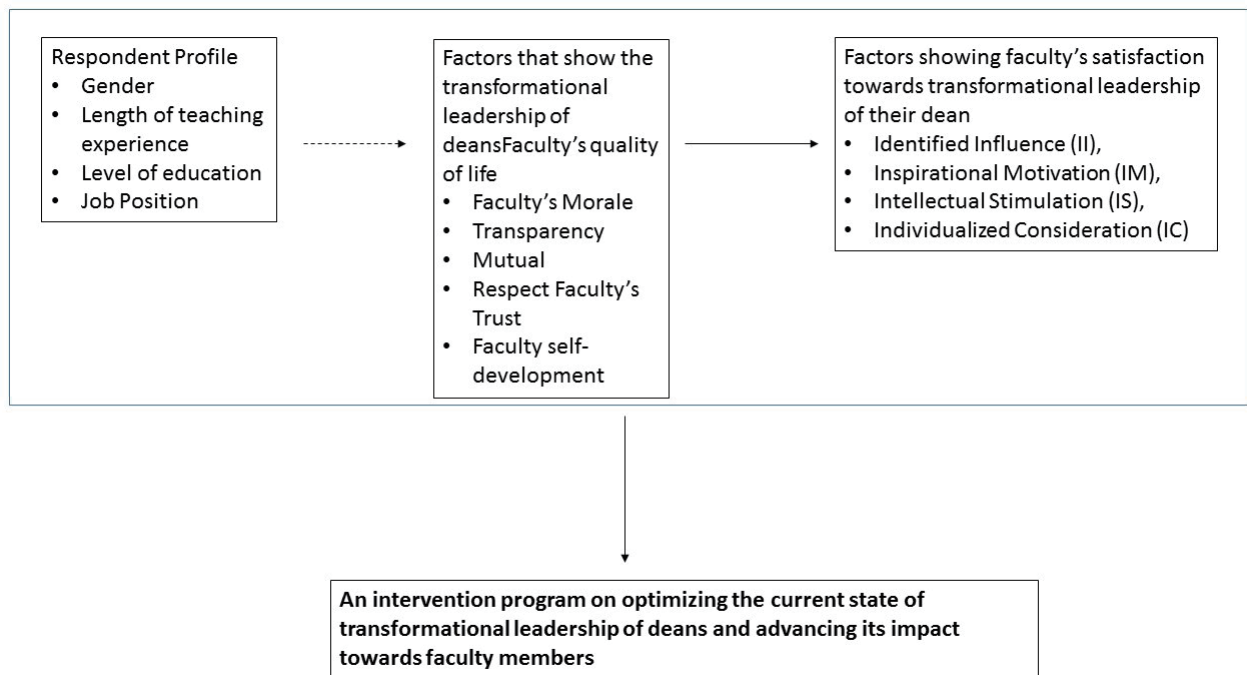 Respondent Profile
• Gender
• Length of teaching
experience
• Level of education
• Job Position
Factors that show the
transformational
leadership of
deansFaculty’s quality
of life
• Faculty’s Morale
• Transparency
• Mutual
• Respect Faculty’s
Trust
• Faculty self-
development
Factors showing faculty’s satisfaction
towards transformational leadership
of their dean
• Identified Influence (II),
• Inspirational Motivation (IM),
• Intellectual Stimulation (IS),
• Individualized Consideration (IC)
An intervention program on optimizing the current state of
transformational leadership of deans and advancing its impact
towards faculty members